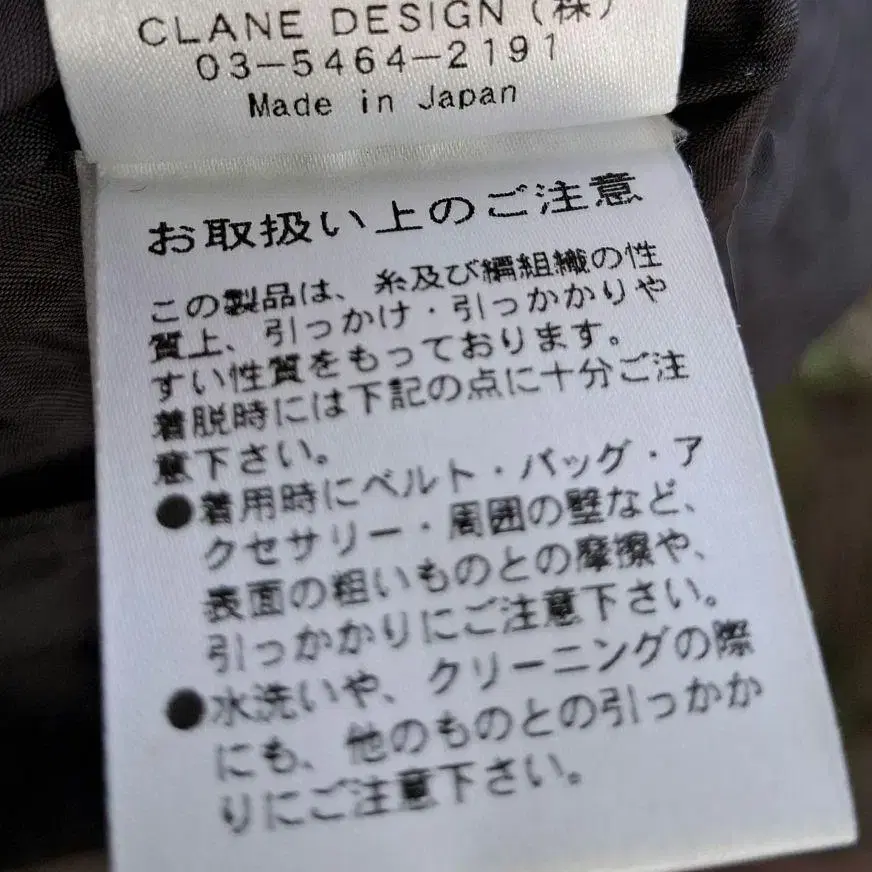 CLANE DESIGN (株)
03-5464-2191
Made in Japan
お取扱い上のご注意
この製品は、糸及び編組織の性
質上、引っかけ・引っかかりや
すい性質をもっております。
着脱時には下記の点に十分ご注
意下さい。
●着用時にベルト・バッグ・ア
クセサリー・周囲の壁など、
表面の粗いものとの摩擦や、
引っかかりにご注意下さい。
●水洗いや、クリーニングの際
にも、他のものとの引っかか
りにご注意下さい。